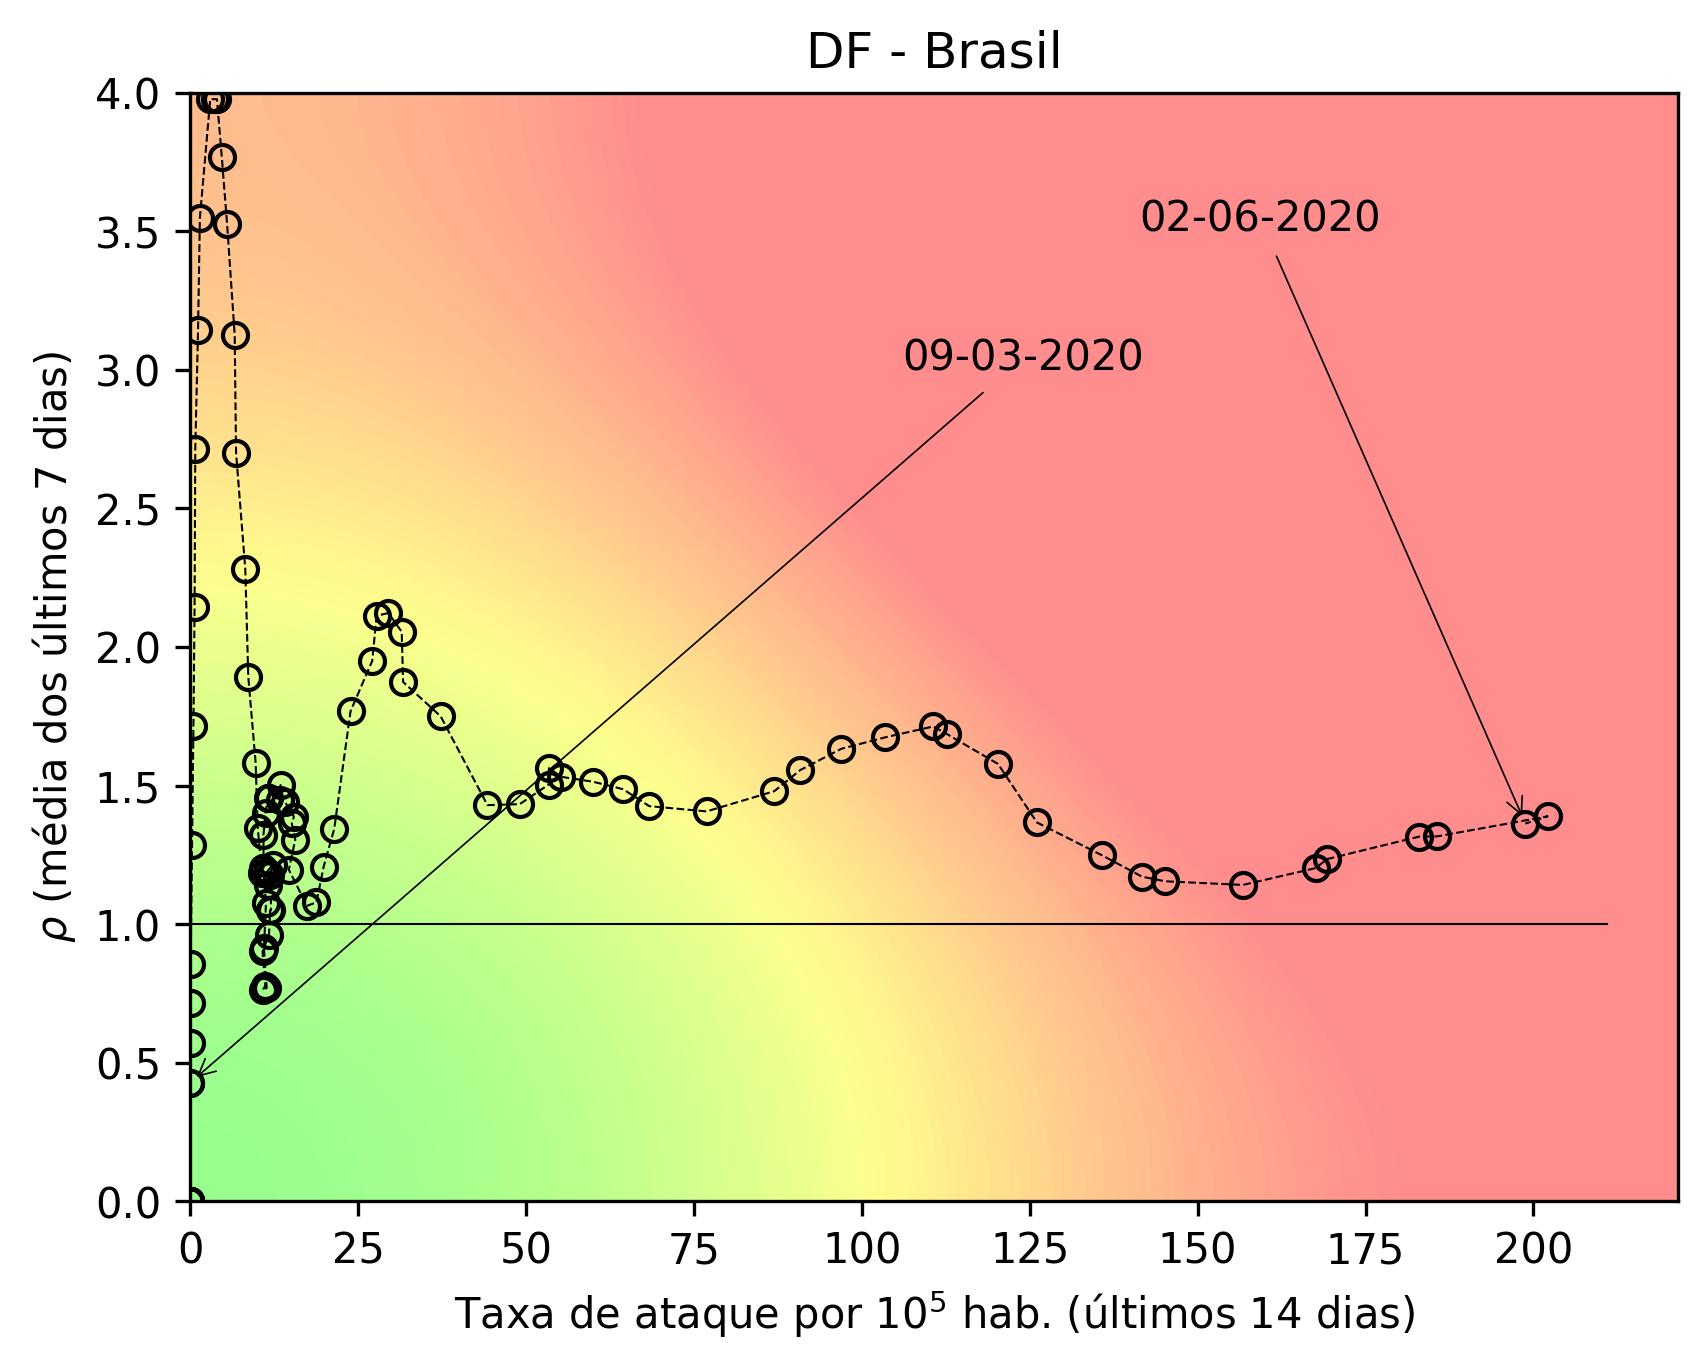 DF - Brasil
4.0
3.5
3.0
2.5
2.0
1.5
1.0
0.5
0.0
ρ (média dos últimos 7 dias)
02-06-2020
09-03-2020
0 25 50 75 100 125 150 175 200
Taxa de ataque por 10⁵ hab. (últimos 14 dias)